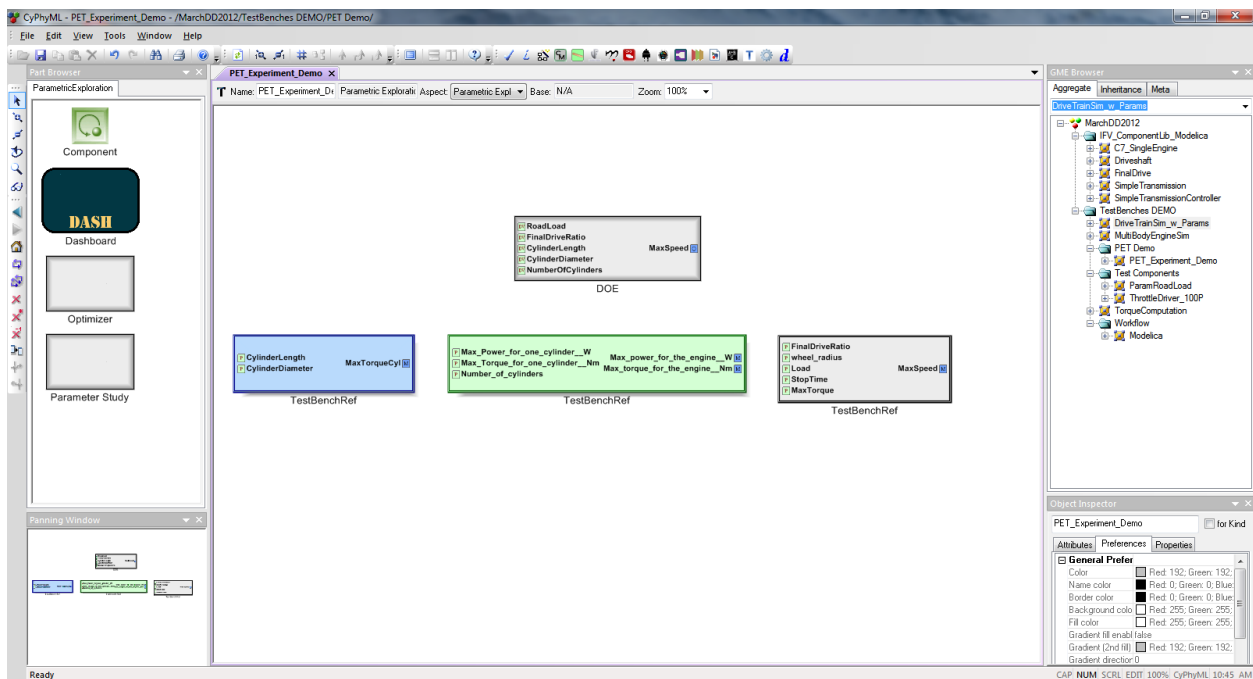 CyPhyML - PET_Experiment_Demo - /MarchDD2012/TestBenches DEMO/PET Demo/
File Edit View Tools Window Help
Part Browser
ParametricExploration
Component
DASH
Dashboard
Optimizer
Parameter Study
Panning Window
PET_Experiment_Demo
Name: PET_Experiment_De Parametric Exploratic Aspect: Parametric Expl Base: N/A Zoom: 100%
RoadLoad
FinalDriveRatio
CylinderLength MaxSpeed
CylinderDiameter
NumberOfCylinders
DOE
CylinderLength MaxTorqueCyl
CylinderDiameter
TestBenchRef
Max_Power_for_one_cylinder__W Max_power_for_the_engine__W
Max_Torque_for_one_cylinder__Nm Max_torque_for_the_engine__Nm
Number_of_cylinders
TestBenchRef
FinalDriveRatio
wheel_radius
Load MaxSpeed
StopTime
MaxTorque
TestBenchRef
GME Browser
Aggregate Inheritance Meta
DriveTrainSim_w_Params
MarchDD2012
IFV_ComponentLib_Modelica
C7_SingleEngine
Driveshaft
FinalDrive
SimpleTransmission
SimpleTransmissionController
TestBenches DEMO
DriveTrainSim_w_Params
MultiBodyEngineSim
PET Demo
PET_Experiment_Demo
Test Components
ParamRoadLoad
ThrottleDriver_100P
TorqueComputation
Workflow
Modelica
Object Inspector
PET_Experiment_Demo for Kind
Attributes Preferences Properties
General Prefer
Color Red: 192; Green: 192;
Name color Red: 0; Green: 0; Blue:
Border color Red: 0; Green: 0; Blue:
Background colo Red: 255; Green: 255;
Fill color Red: 255; Green: 255;
Gradient fill enabl false
Gradient (2nd fill) Red: 192; Green: 192;
Gradient direction 0
Ready CAP NUM SCRL EDIT 100% CyPhyML 10:45 AM